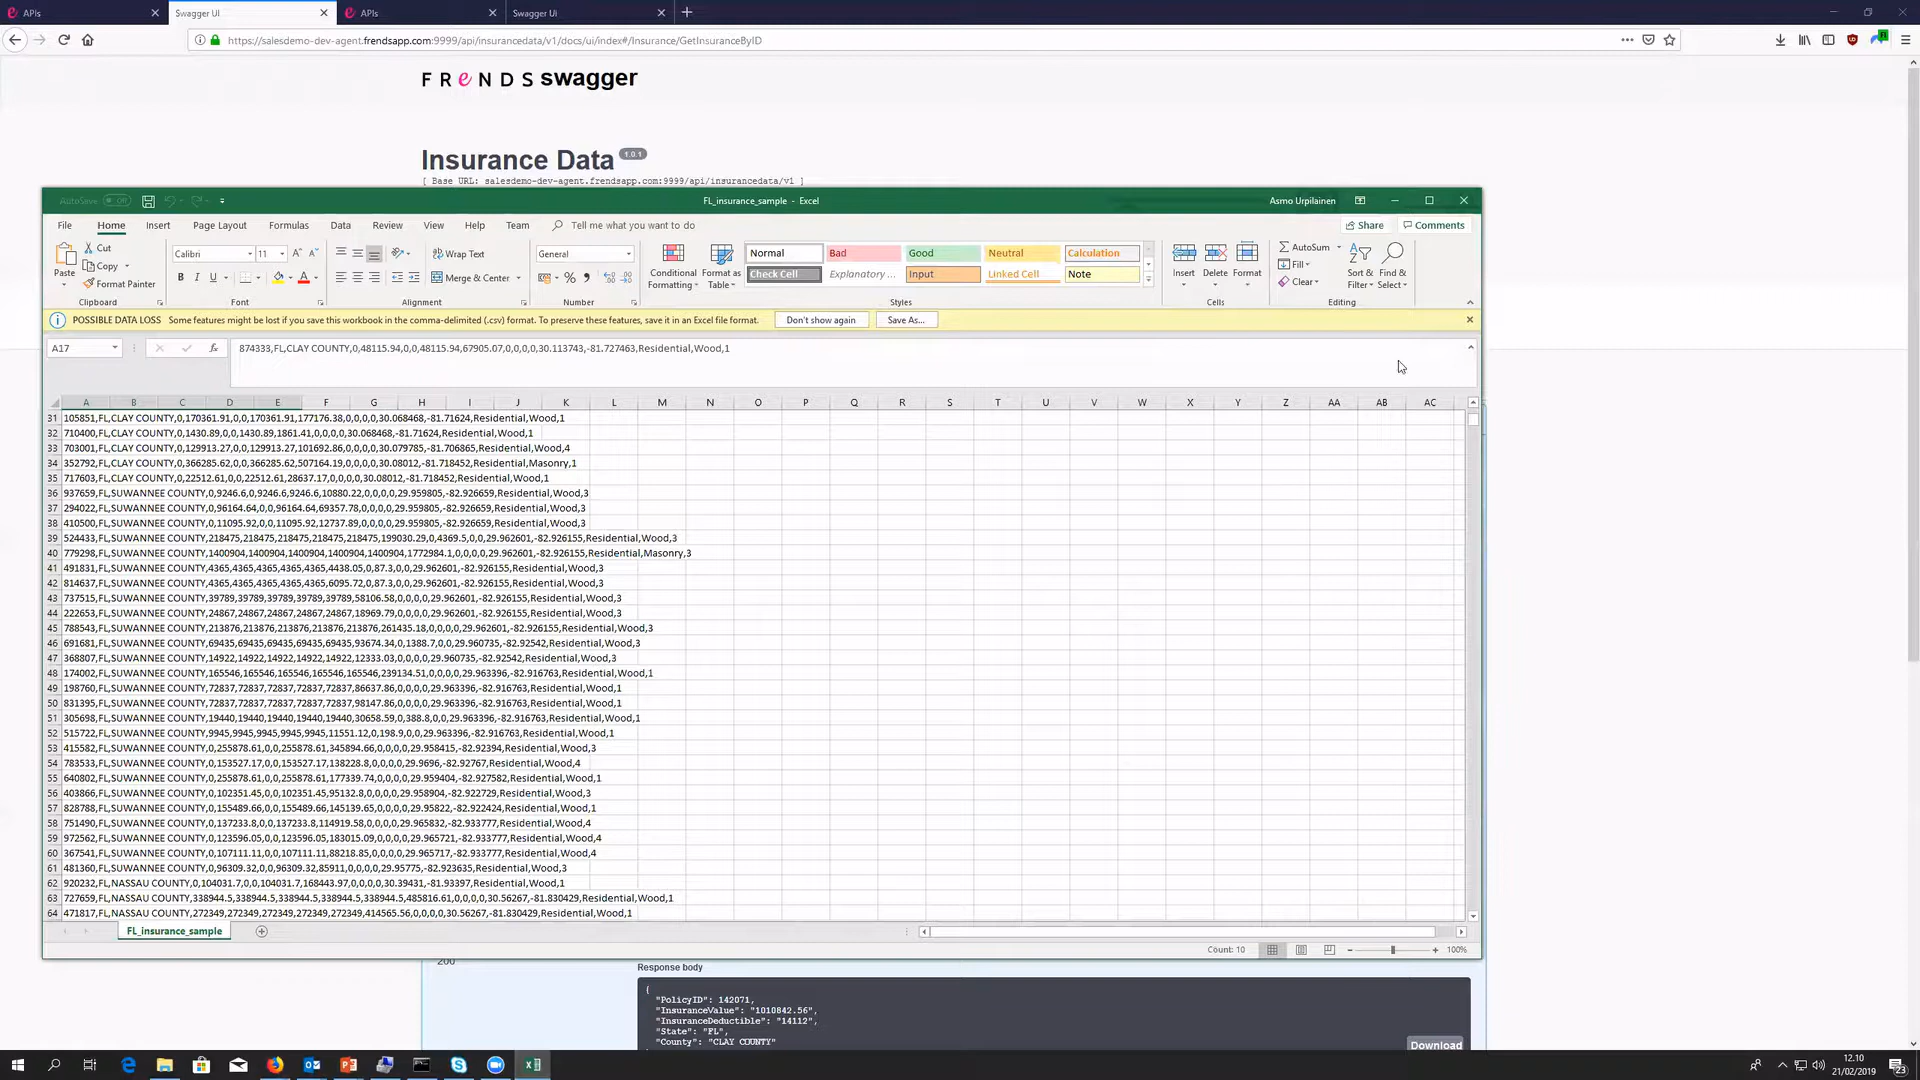 APIs
Swagger UI
APIs
Swagger UI
https://salesdemo-dev-agent.frendsapp.com:9999/api/insurancedata/v1/docs/ui/index#/Insurance/GetInsuranceByID
FReNDS swagger
Insurance Data 1.0.1
[ Base URL: salesdemo-dev-agent.frendsapp.com:9999/api/insurancedata/v1 ]
AutoSave Off
FL_insurance_sample - Excel
Asmo Urpilainen
File Home Insert Page Layout Formulas Data Review View Help Team Tell me what you want to do
Share Comments
Paste Cut Copy Format Painter
Calibri 11
Wrap Text
Merge & Center
General
Conditional Formatting Format as Table
Normal Bad Good Neutral Calculation
Check Cell Explanatory ... Input Linked Cell Note
Insert Delete Format
AutoSum Fill Clear Sort & Filter Find & Select
Clipboard Font Alignment Number Styles Cells Editing
POSSIBLE DATA LOSS Some features might be lost if you save this workbook in the comma-delimited (.csv) format. To preserve these features, save it in an Excel file format. Don't show again Save As...
A17 fx 874333,FL,CLAY COUNTY,0,48115.94,0,0,48115.94,67905.07,0,0,0,0,30.113743,-81.727463,Residential,Wood,1
A B C D E F G H I J K L M N O P Q R S T U V W X Y Z AA AB AC
31 105851,FL,CLAY COUNTY,0,170361.91,0,0,170361.91,177176.38,0,0,0,0,30.068468,-81.71624,Residential,Wood,1
32 710400,FL,CLAY COUNTY,0,1430.89,0,0,1430.89,1861.41,0,0,0,0,30.068468,-81.71624,Residential,Wood,1
33 703001,FL,CLAY COUNTY,0,129913.27,0,0,129913.27,101692.86,0,0,0,0,30.079785,-81.706865,Residential,Wood,4
34 352792,FL,CLAY COUNTY,0,366285.62,0,0,366285.62,507164.19,0,0,0,0,30.08012,-81.718452,Residential,Masonry,1
35 717603,FL,CLAY COUNTY,0,22512.61,0,0,22512.61,28637.17,0,0,0,0,30.08012,-81.718452,Residential,Wood,1
36 937659,FL,SUWANNEE COUNTY,0,9246.6,0,9246.6,9246.6,10880.22,0,0,0,0,29.959805,-82.926659,Residential,Wood,3
37 294022,FL,SUWANNEE COUNTY,0,96164.64,0,0,96164.64,69357.78,0,0,0,0,29.959805,-82.926659,Residential,Wood,3
38 410500,FL,SUWANNEE COUNTY,0,11095.92,0,0,11095.92,12737.89,0,0,0,0,29.959805,-82.926659,Residential,Wood,3
39 524433,FL,SUWANNEE COUNTY,218475,218475,218475,218475,218475,199030.29,0,4369.5,0,0,29.962601,-82.926155,Residential,Wood,3
40 779298,FL,SUWANNEE COUNTY,1400904,1400904,1400904,1400904,1400904,1772984.1,0,0,0,0,29.962601,-82.926155,Residential,Masonry,3
41 491831,FL,SUWANNEE COUNTY,4365,4365,4365,4365,4365,4438.05,0,87.3,0,0,29.962601,-82.926155,Residential,Wood,3
42 814637,FL,SUWANNEE COUNTY,4365,4365,4365,4365,4365,6095.72,0,87.3,0,0,29.962601,-82.926155,Residential,Wood,3
43 737515,FL,SUWANNEE COUNTY,39789,39789,39789,39789,39789,58106.58,0,0,0,0,29.962601,-82.926155,Residential,Wood,3
44 222653,FL,SUWANNEE COUNTY,24867,24867,24867,24867,24867,18969.79,0,0,0,0,29.962601,-82.926155,Residential,Wood,3
45 788543,FL,SUWANNEE COUNTY,213876,213876,213876,213876,213876,261435.18,0,0,0,0,29.962601,-82.926155,Residential,Wood,3
46 691681,FL,SUWANNEE COUNTY,69435,69435,69435,69435,69435,93674.34,0,1388.7,0,0,29.960735,-82.92542,Residential,Wood,3
47 368807,FL,SUWANNEE COUNTY,14922,14922,14922,14922,14922,12333.03,0,0,0,0,29.960735,-82.92542,Residential,Wood,3
48 174002,FL,SUWANNEE COUNTY,165546,165546,165546,165546,165546,239134.51,0,0,0,0,29.963396,-82.916763,Residential,Wood,1
49 198760,FL,SUWANNEE COUNTY,72837,72837,72837,72837,72837,86637.86,0,0,0,0,29.963396,-82.916763,Residential,Wood,1
50 831395,FL,SUWANNEE COUNTY,72837,72837,72837,72837,72837,98147.86,0,0,0,0,29.963396,-82.916763,Residential,Wood,1
51 305698,FL,SUWANNEE COUNTY,19440,19440,19440,19440,19440,30658.59,0,388.8,0,0,29.963396,-82.916763,Residential,Wood,1
52 515722,FL,SUWANNEE COUNTY,9945,9945,9945,9945,9945,11551.12,0,198.9,0,0,29.963396,-82.916763,Residential,Wood,1
53 415582,FL,SUWANNEE COUNTY,0,255878.61,0,0,255878.61,345894.66,0,0,0,0,29.958415,-82.92394,Residential,Wood,3
54 783533,FL,SUWANNEE COUNTY,0,153527.17,0,0,153527.17,138228.8,0,0,0,0,29.9696,-82.92767,Residential,Wood,4
55 640802,FL,SUWANNEE COUNTY,0,255878.61,0,0,255878.61,177339.74,0,0,0,0,29.959404,-82.927582,Residential,Wood,1
56 403866,FL,SUWANNEE COUNTY,0,102351.45,0,0,102351.45,95132.8,0,0,0,0,29.958904,-82.922729,Residential,Wood,3
57 828788,FL,SUWANNEE COUNTY,0,155489.66,0,0,155489.66,145139.65,0,0,0,0,29.95822,-82.922424,Residential,Wood,1
58 751490,FL,SUWANNEE COUNTY,0,137233.8,0,0,137233.8,114919.58,0,0,0,0,29.965832,-82.933777,Residential,Wood,4
59 972562,FL,SUWANNEE COUNTY,0,123596.05,0,0,123596.05,183015.09,0,0,0,0,29.965721,-82.933777,Residential,Wood,4
60 367541,FL,SUWANNEE COUNTY,0,107111.11,0,0,107111.11,88218.85,0,0,0,0,29.965717,-82.933777,Residential,Wood,4
61 481360,FL,SUWANNEE COUNTY,0,96309.32,0,0,96309.32,85911,0,0,0,0,29.95775,-82.923635,Residential,Wood,3
62 920232,FL,NASSAU COUNTY,0,104031.7,0,0,104031.7,168443.97,0,0,0,0,30.39431,-81.93397,Residential,Wood,1
63 727659,FL,NASSAU COUNTY,338944.5,338944.5,338944.5,338944.5,338944.5,485816.61,0,0,0,0,30.56267,-81.830429,Residential,Wood,1
64 471817,FL,NASSAU COUNTY,272349,272349,272349,272349,272349,414565.56,0,0,0,0,30.56267,-81.830429,Residential,Wood,1
FL_insurance_sample
Count: 10
100%
200
Response body
{
"PolicyID": 142071,
"InsuranceValue": "1010842.56",
"InsuranceDeductible": "14112",
"State": "FL",
"County": "CLAY COUNTY"
Download
12.10
21/02/2019
23